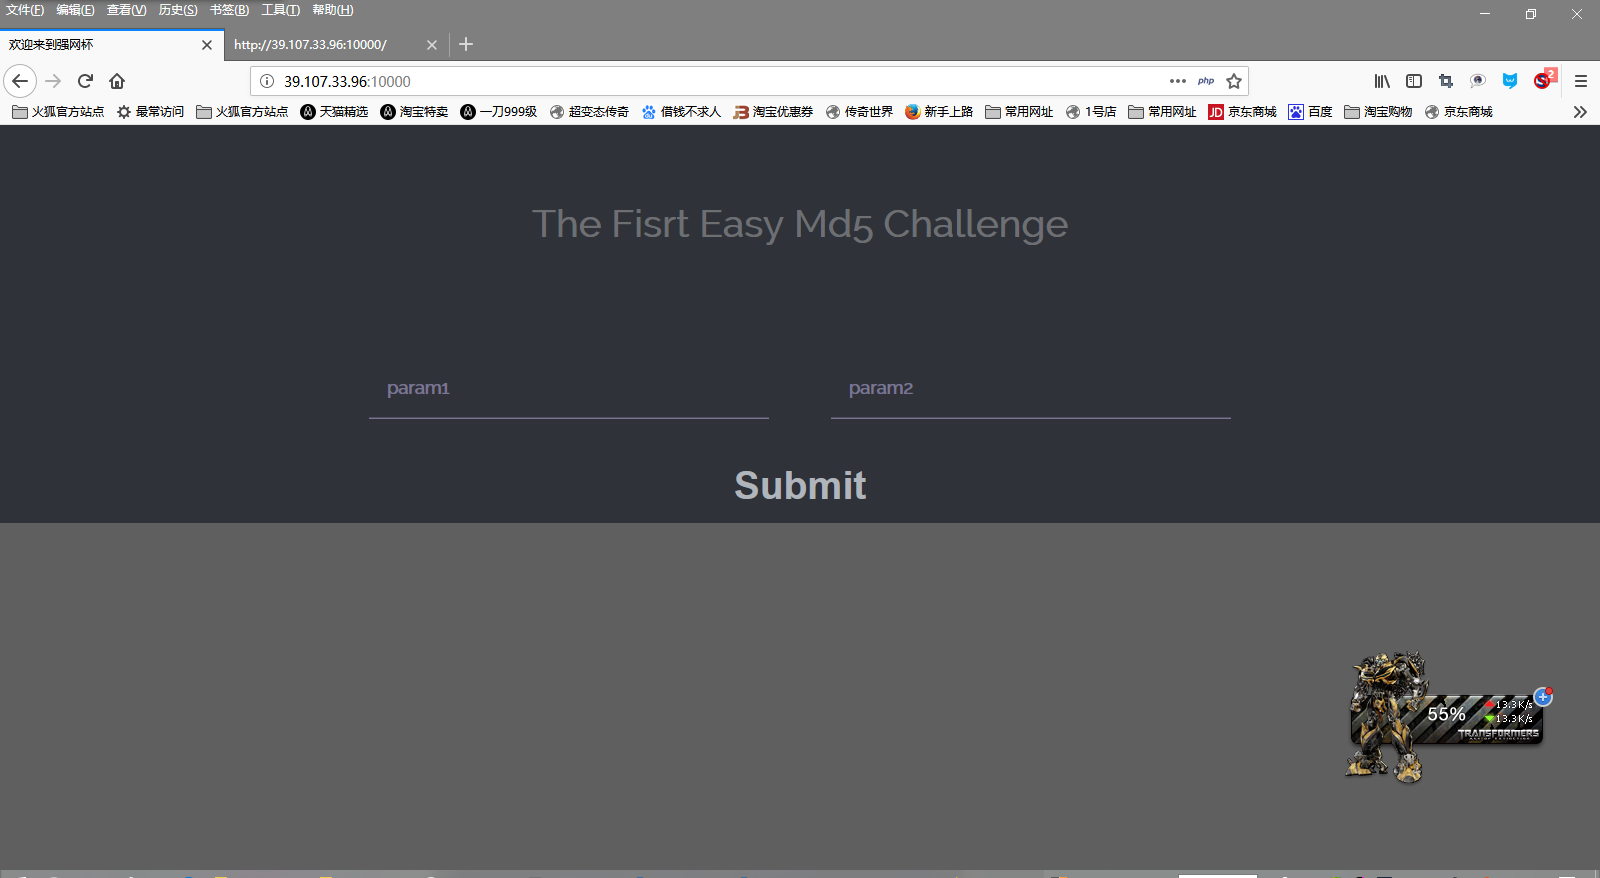 文件(F) 编辑(E) 查看(V) 历史(S) 书签(B) 工具(T) 帮助(H)
欢迎来到强网杯 http://39.107.33.96:10000/
39.107.33.96:10000 php 2
火狐官方站点 最常访问 火狐官方站点 天猫精选 淘宝特卖 一刀999级 超变态传奇 借钱不求人 淘宝优惠券 传奇世界 新手上路 常用网址 1号店 常用网址 JD 京东商城 百度 淘宝购物 京东商城
The Fisrt Easy Md5 Challenge
param1 param2
Submit
55% 13.3K/s
13.3K/s
TRANSFORMERS